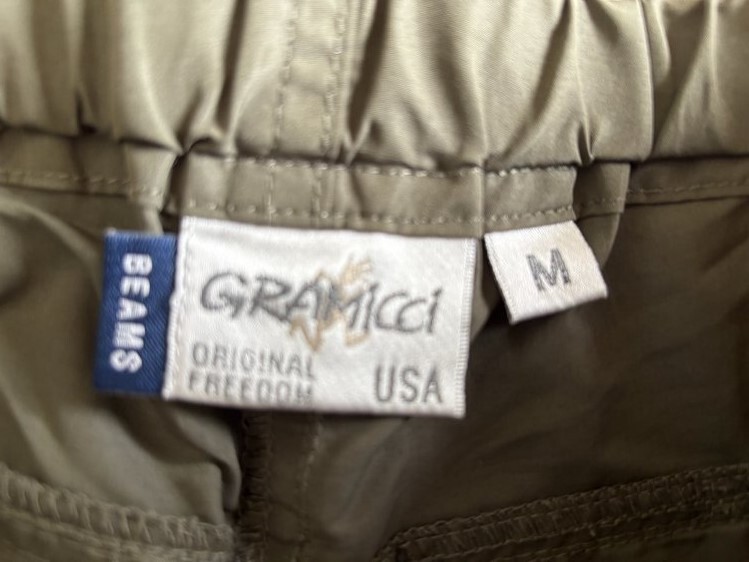 BEAMS
GRAMicci
ORIGINAL
FREEDOM
USA
M